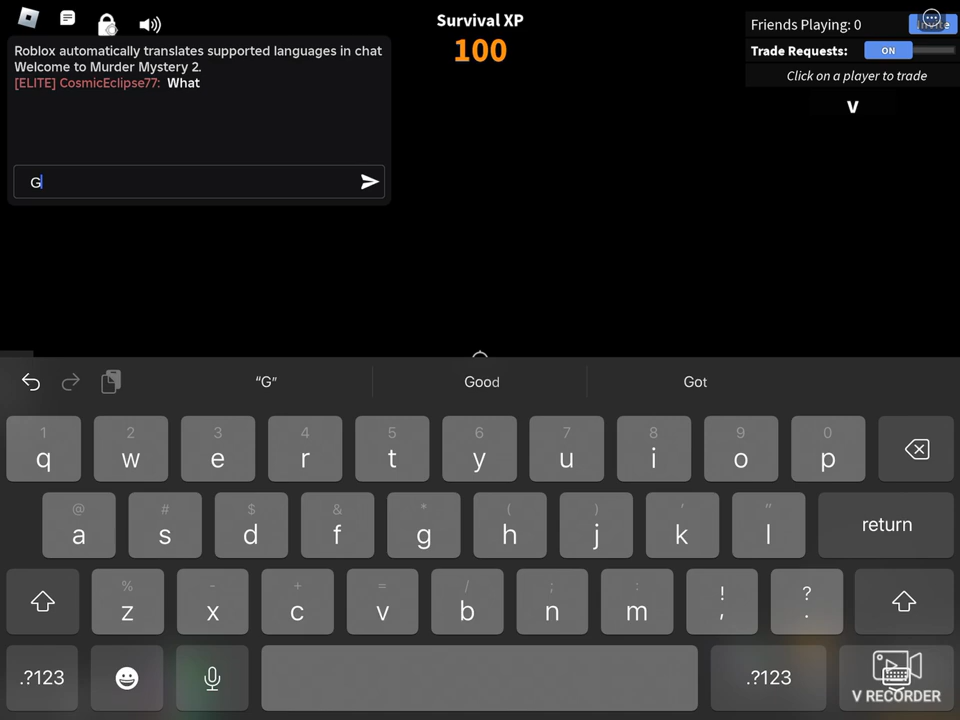 Survival XP
100
Friends Playing: 0
Trade Requests: ON
Click on a player to trade
v
Roblox automatically translates supported languages in chat
Welcome to Murder Mystery 2.
[ELITE] CosmicEclipse77: What
G
“G” Good Got
1 2 3 4 5 6 7 8 9 0
q w e r t y u i o p
@ # $ & * ( ) ' "
a s d f g h j k l return
% - + = / ; : ! ?
z x c v b n m , .
.?123 .?123
V RECORDER